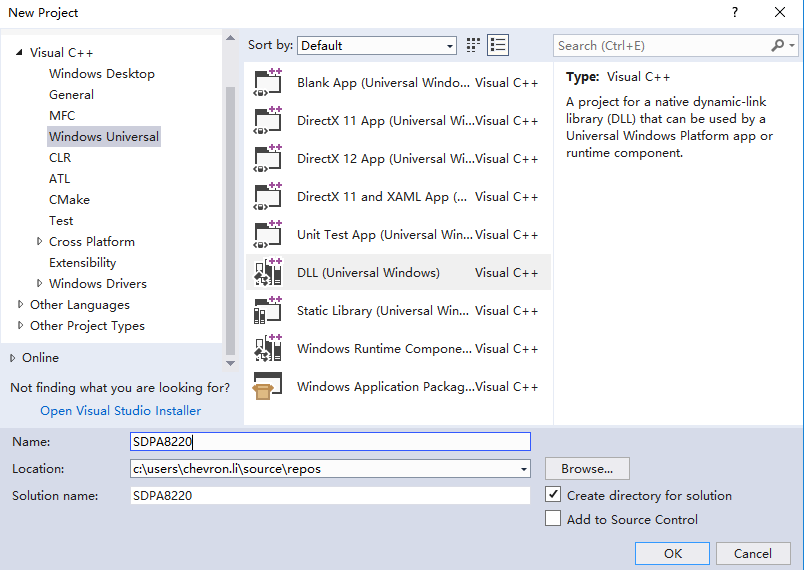 New Project
?
Visual C++
Windows Desktop
General
MFC
Windows Universal
CLR
ATL
CMake
Test
Cross Platform
Extensibility
Windows Drivers
Other Languages
Other Project Types
Online
Not finding what you are looking for?
Open Visual Studio Installer
Sort by: Default
Blank App (Universal Windo... Visual C++
DirectX 11 App (Universal Wi... Visual C++
DirectX 12 App (Universal Wi... Visual C++
DirectX 11 and XAML App (... Visual C++
Unit Test App (Universal Win... Visual C++
DLL (Universal Windows) Visual C++
Static Library (Universal Win... Visual C++
Windows Runtime Compone... Visual C++
Windows Application Packag... Visual C++
Search (Ctrl+E)
Type: Visual C++
A project for a native dynamic-link
library (DLL) that can be used by a
Universal Windows Platform app or
runtime component.
Name: SDPA8220
Location: c:\users\chevron.li\source\repos
Browse...
Solution name: SDPA8220
Create directory for solution
Add to Source Control
OK
Cancel